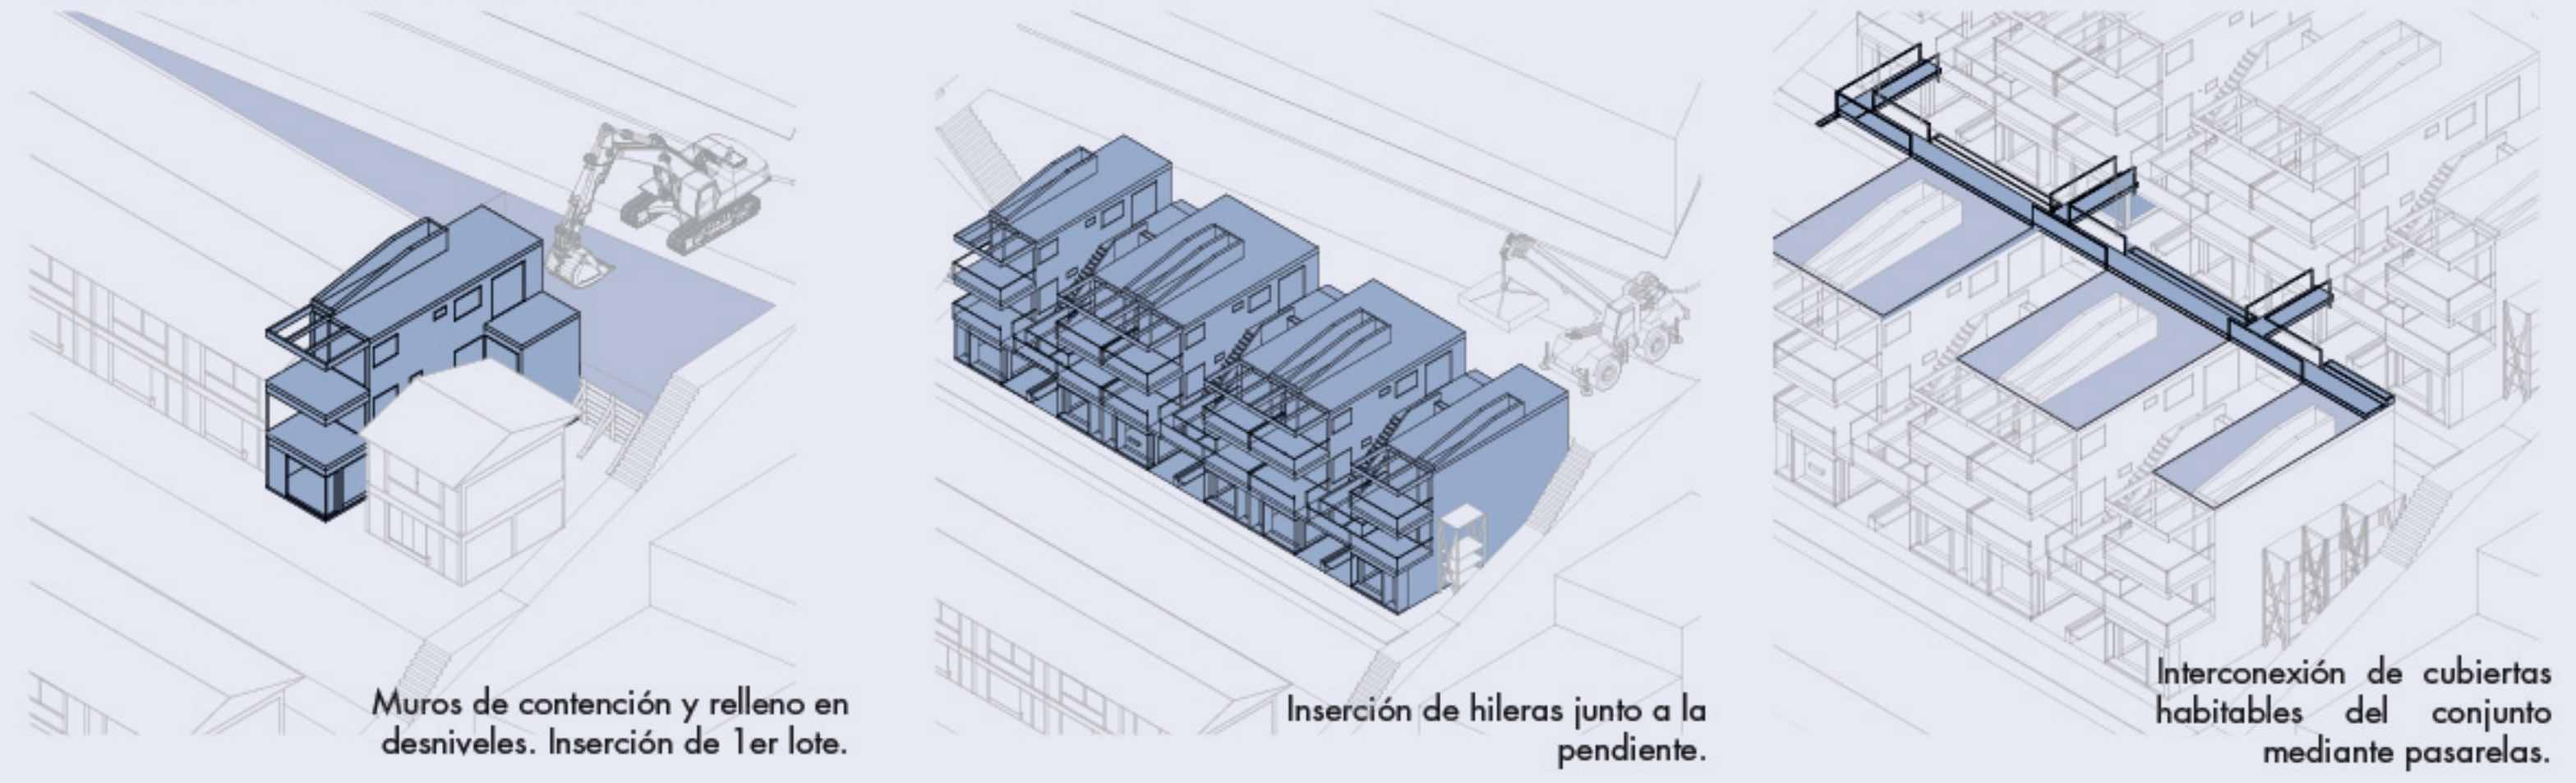 Muros de contención y relleno en
desniveles. Inserción de 1er lote.
Inserción de hileras junto a la
pendiente.
Interconexión de cubiertas
habitables del conjunto
mediante pasarelas.